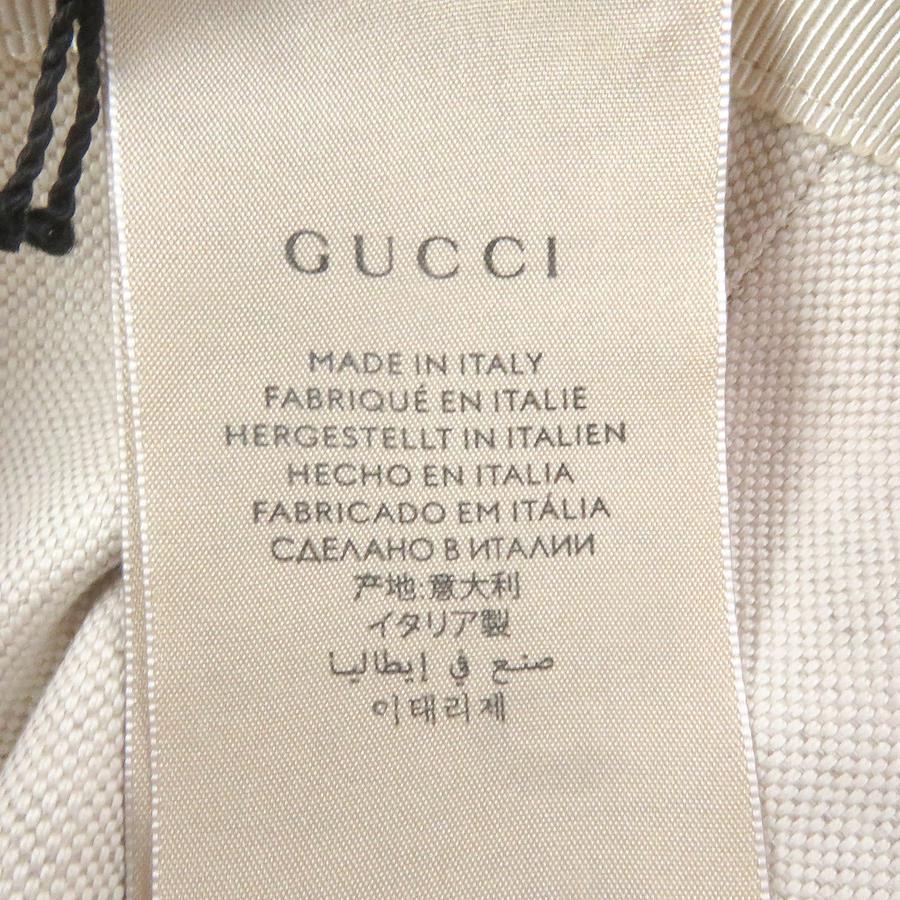 GUCCI
MADE IN ITALY
FABRIQUÉ EN ITALIE
HERGESTELLT IN ITALIEN
HECHO EN ITALIA
FABRICADO EM ITÁLIA
СДЕЛАНО В ИТАЛИИ
产地:意大利
イタリア製
صنع في إيطاليا
이태리제